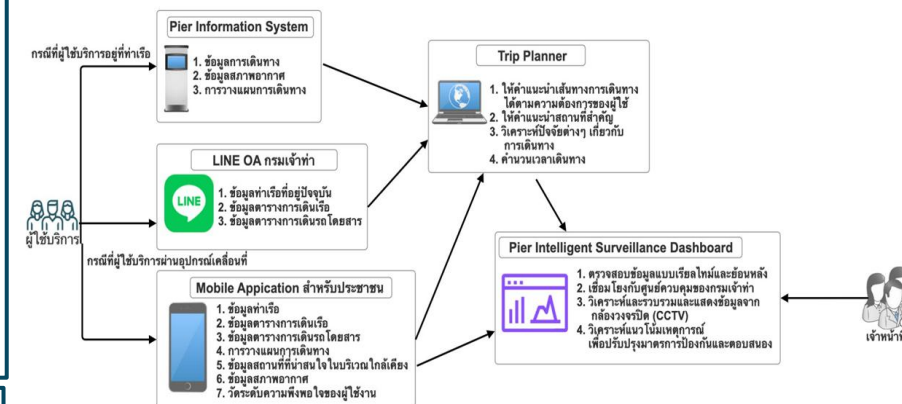 Pier Information System
กรณีที่ผู้ใช้บริการอยู่ที่ท่าเรือ
1. ข้อมูลการเดินทาง
2. ข้อมูลสภาพอากาศ
3. การวางแผนการเดินทาง
Trip Planner
1. ให้คำแนะนำเส้นทางการเดินทาง
ได้ตามความต้องการของผู้ใช้
2. ให้คำแนะนำสถานที่สำคัญ
3. วิเคราะห์ปัจจัยต่างๆ เกี่ยวกับ
การเดินทาง
4. คำนวนเวลาเดินทาง
LINE OA กรมเจ้าท่า
LINE
1. ข้อมูลท่าเรือที่อยู่ปัจจุบัน
2. ข้อมูลตารางการเดินเรือ
3. ข้อมูลตารางการเดินรถโดยสาร
ผู้ใช้บริการ
กรณีที่ผู้ใช้บริการผ่านอุปกรณ์เคลื่อนที่
Mobile Appication สำหรับประชาชน
1. ข้อมูลท่าเรือ
2. ข้อมูลตารางการเดินเรือ
3. ข้อมูลตารางการเดินรถโดยสาร
4. การวางแผนการเดินทาง
5. ข้อมูลสถานที่ที่น่าสนใจในบริเวณใกล้เคียง
6. ข้อมูลสภาพอากาศ
7. วัดระดับความพึงพอใจของผู้ใช้งาน
Pier Intelligent Surveillance Dashboard
1. ตรวจสอบข้อมูลแบบเรียลไทม์และย้อนหลัง
2. เชื่อมโยงกับศูนย์ควบคุมของกรมเจ้าท่า
3. วิเคราะห์และรวบรวมและแสดงข้อมูลจาก
กล้องวงจรปิด (CCTV)
4. วิเคราะห์แนวโน้มเหตุการณ์
เพื่อปรับปรุงมาตรการป้องกันและตอบสนอง